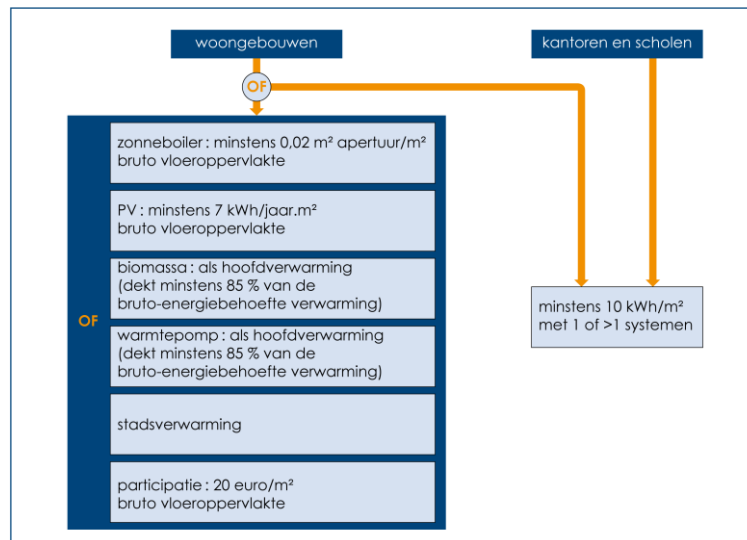 woongebouwen
kantoren en scholen
OF
zonneboiler : minstens 0,02 m² apertuur/m²
bruto vloeroppervlakte
PV : minstens 7 kWh/jaar.m²
bruto vloeroppervlakte
biomassa : als hoofdverwarming
(dekt minstens 85 % van de
bruto-energiebehoefte verwarming)
OF
warmtepomp : als hoofdverwarming
(dekt minstens 85 % van de
bruto-energiebehoefte verwarming)
stadsverwarming
participatie : 20 euro/m²
bruto vloeroppervlakte
minstens 10 kWh/m²
met 1 of >1 systemen